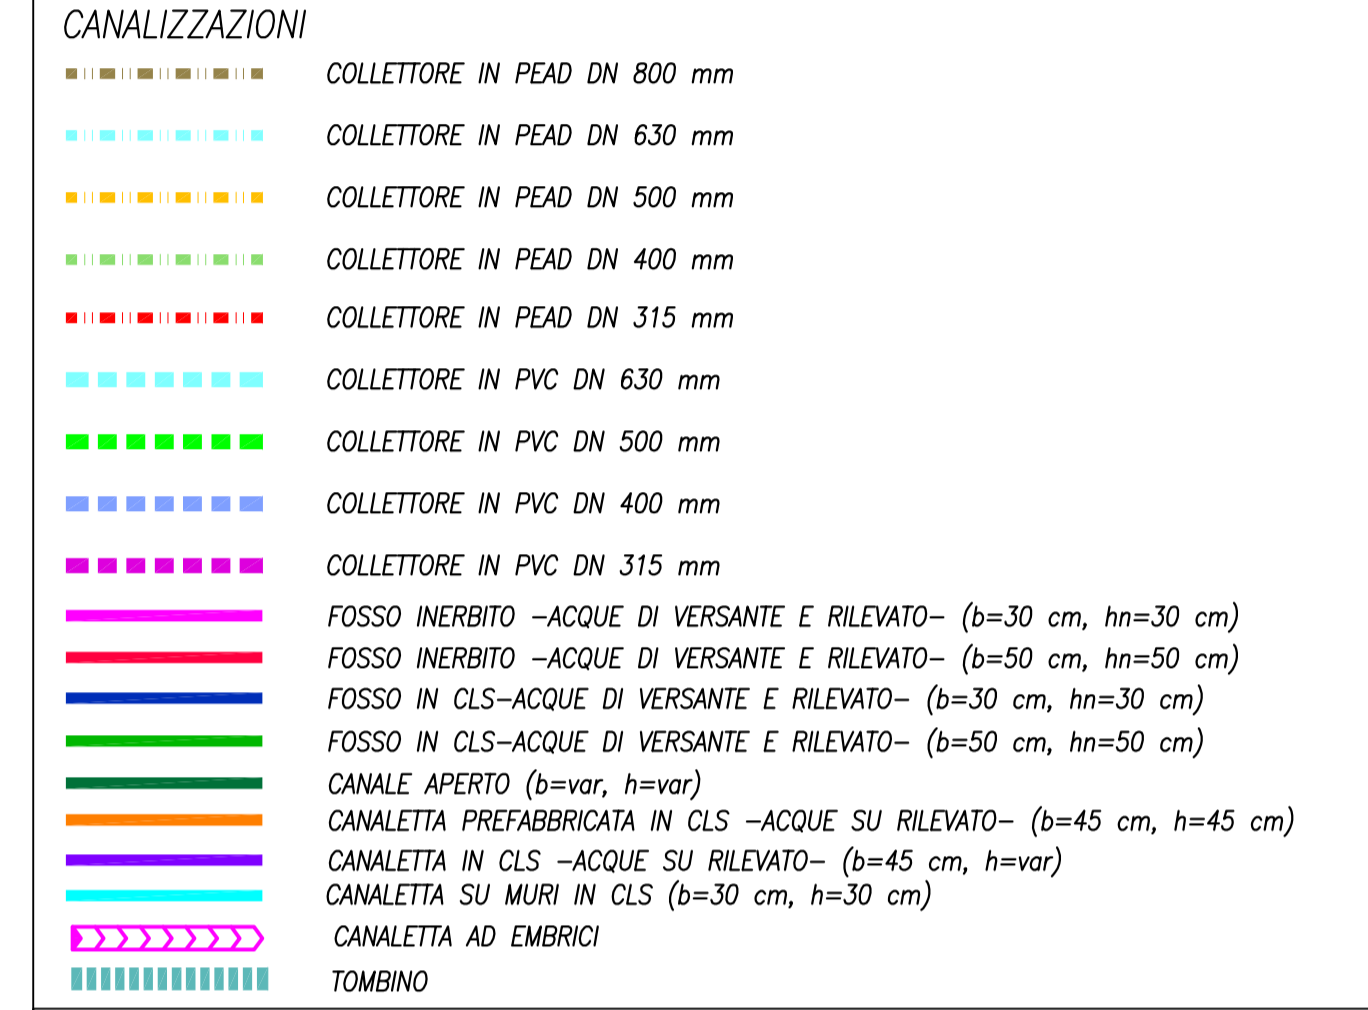 CANALIZZAZIONI
COLLETTORE IN PEAD DN 800 mm
COLLETTORE IN PEAD DN 630 mm
COLLETTORE IN PEAD DN 500 mm
COLLETTORE IN PEAD DN 400 mm
COLLETTORE IN PEAD DN 315 mm
COLLETTORE IN PVC DN 630 mm
COLLETTORE IN PVC DN 500 mm
COLLETTORE IN PVC DN 400 mm
COLLETTORE IN PVC DN 315 mm
FOSSO INERBITO -ACQUE DI VERSANTE E RILEVATO- (b=30 cm, hn=30 cm)
FOSSO INERBITO -ACQUE DI VERSANTE E RILEVATO- (b=50 cm, hn=50 cm)
FOSSO IN CLS-ACQUE DI VERSANTE E RILEVATO- (b=30 cm, hn=30 cm)
FOSSO IN CLS-ACQUE DI VERSANTE E RILEVATO- (b=50 cm, hn=50 cm)
CANALE APERTO (b=var, h=var)
CANALETTA PREFABBRICATA IN CLS -ACQUE SU RILEVATO- (b=45 cm, h=45 cm)
CANALETTA IN CLS -ACQUE SU RILEVATO- (b=45 cm, h=var)
CANALETTA SU MURI IN CLS (b=30 cm, h=30 cm)
CANALETTA AD EMBRICI
TOMBINO